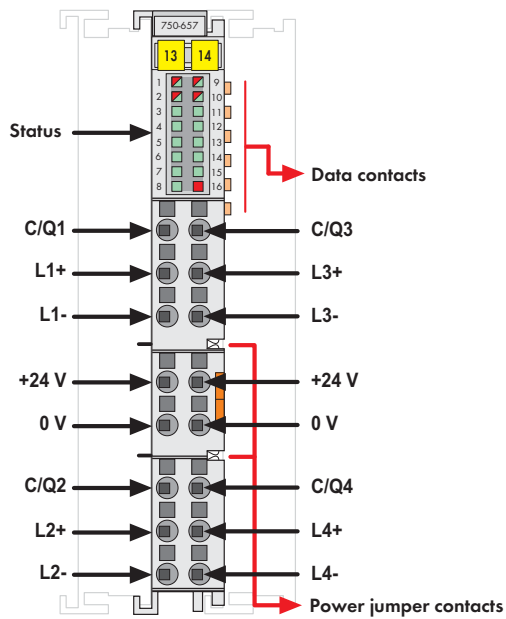 750-657
13 14
1 9
2 10
3 11
4 12
5 13
6 14
7 15
8 16
Status
Data contacts
C/Q1 C/Q3
L1+ L3+
L1- L3-
+24 V +24 V
0 V 0 V
C/Q2 C/Q4
L2+ L4+
L2- L4-
Power jumper contacts